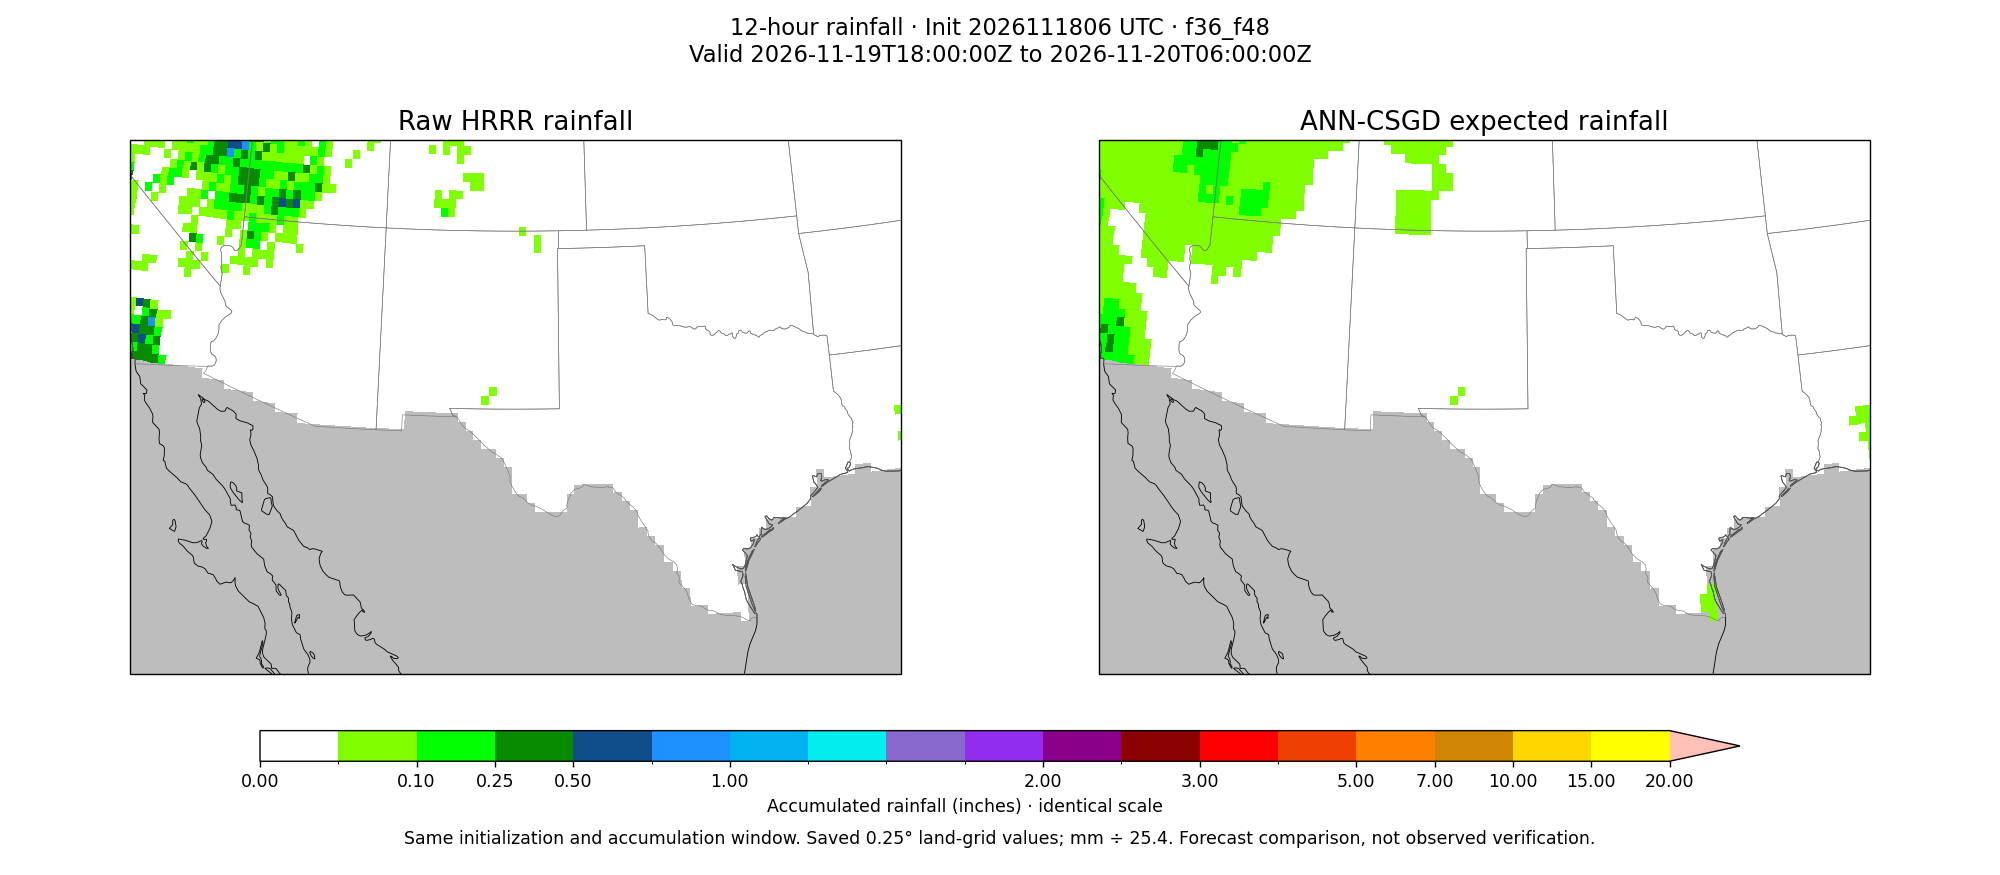 12-hour rainfall · Init 2026111806 UTC · f36_f48
Valid 2026-11-19T18:00:00Z to 2026-11-20T06:00:00Z
Raw HRRR rainfall
ANN-CSGD expected rainfall
0.00 0.10 0.25 0.50 1.00 2.00 3.00 5.00 7.00 10.00 15.00 20.00
Accumulated rainfall (inches) · identical scale
Same initialization and accumulation window. Saved 0.25° land-grid values; mm ÷ 25.4. Forecast comparison, not observed verification.